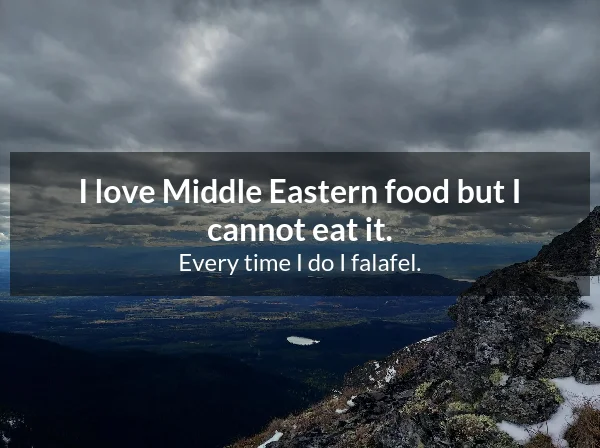 I love Middle Eastern food but I
cannot eat it.
Every time I do I falafel.